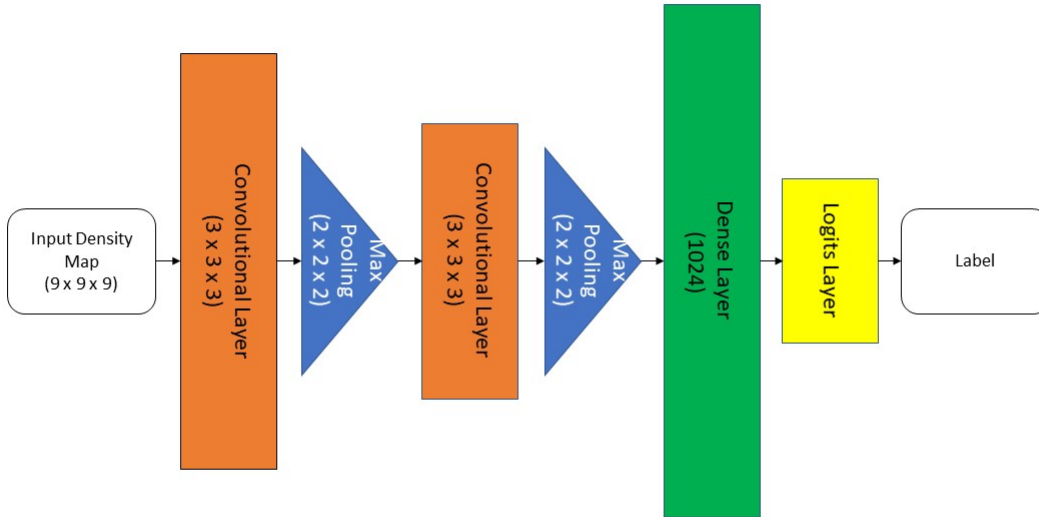 Input Density
Map
(9 x 9 x 9)
Convolutional Layer
(3 x 3 x 3)
Max
Pooling
(2 x 2 x 2)
Convolutional Layer
(3 x 3 x 3)
Max
Pooling
(2 x 2 x 2)
Dense Layer
(1024)
Logits Layer
Label